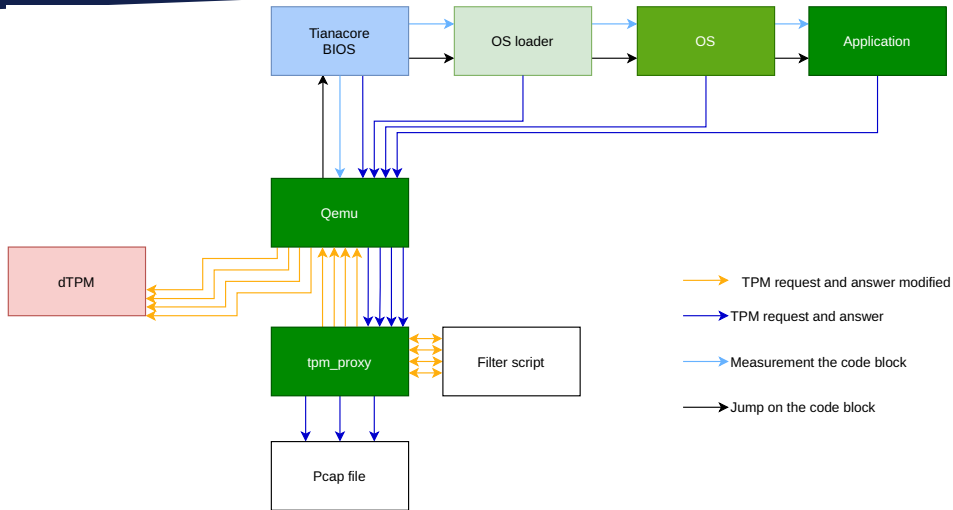 Tianacore
BIOS
OS loader
OS
Application
Qemu
dTPM
tpm_proxy
Filter script
Pcap file
TPM request and answer modified
TPM request and answer
Measurement the code block
Jump on the code block